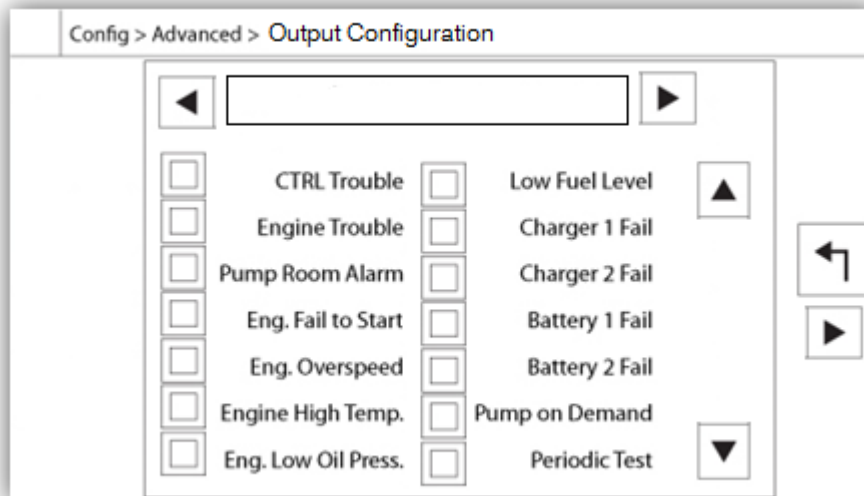 Config > Advanced > Output Configuration
CTRL Trouble
Low Fuel Level
Engine Trouble
Charger 1 Fail
Pump Room Alarm
Charger 2 Fail
Eng. Fail to Start
Battery 1 Fail
Eng. Overspeed
Battery 2 Fail
Engine High Temp.
Pump on Demand
Eng. Low Oil Press.
Periodic Test